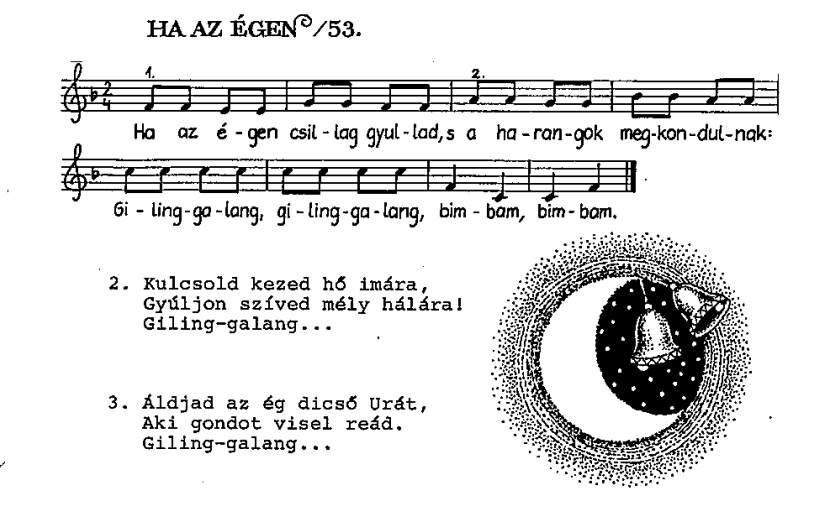 HA AZ ÉGEN/53.
1. 2.
2
4
Ha az é-gen csil-lag gyul-lad, s a ha-ran-gok meg-kon-dul-nak:
Gi-ling-ga-lang, gi-ling-ga-lang, bim-bam, bim-bam.
2. Kulcsold kezed hő imára,
Gyúljon szíved mély hálára!
Giling-galang...
3. Áldjad az ég dicső Urát,
Aki gondot visel reád.
Giling-galang...